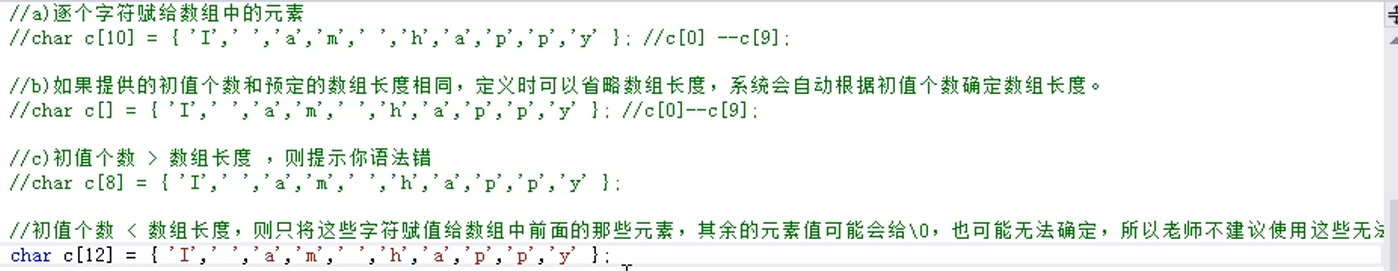 //a)逐个字符赋给数组中的元素
//char c[10] = { 'I',' ','a','m',' ','h','a','p','p','y' }; //c[0] --c[9];
//b)如果提供的初值个数和预定的数组长度相同，定义时可以省略数组长度，系统会自动根据初值个数确定数组长度。
//char c[] = { 'I',' ','a','m',' ','h','a','p','p','y' }; //c[0]--c[9];
//c)初值个数 > 数组长度 ，则提示你语法错
//char c[8] = { 'I',' ','a','m',' ','h','a','p','p','y' };
//初值个数 < 数组长度，则只将这些字符赋值给数组中前面的那些元素，其余的元素值可能会给\0，也可能无法确定，所以老师不建议使用这些无
char c[12] = { 'I',' ','a','m',' ','h','a','p','p','y' };